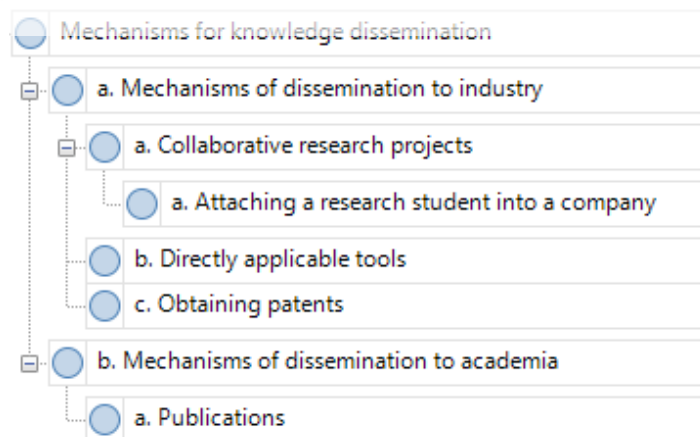 Mechanisms for knowledge dissemination
a. Mechanisms of dissemination to industry
a. Collaborative research projects
a. Attaching a research student into a company
b. Directly applicable tools
c. Obtaining patents
b. Mechanisms of dissemination to academia
a. Publications